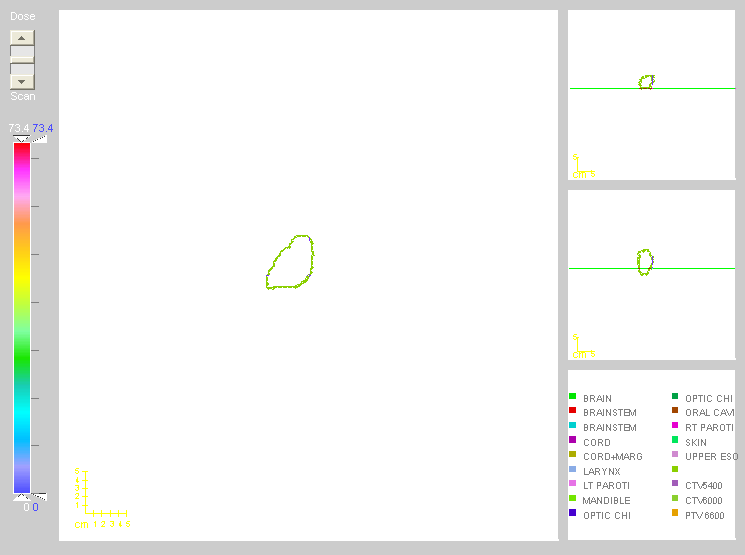 Dose
Scan
73.4 73.4
0 0
5
4
3
2
1
cm 1 2 3 4 5
5
cm 5
5
cm 5
BRAIN
BRAINSTEM
BRAINSTEM
CORD
CORD+MARG
LARYNX
LT PAROTI
MANDIBLE
OPTIC CHI
OPTIC CHI
ORAL CAVI
RT PAROTI
SKIN
UPPER ESO
CTV5400
CTV6000
PTV6600